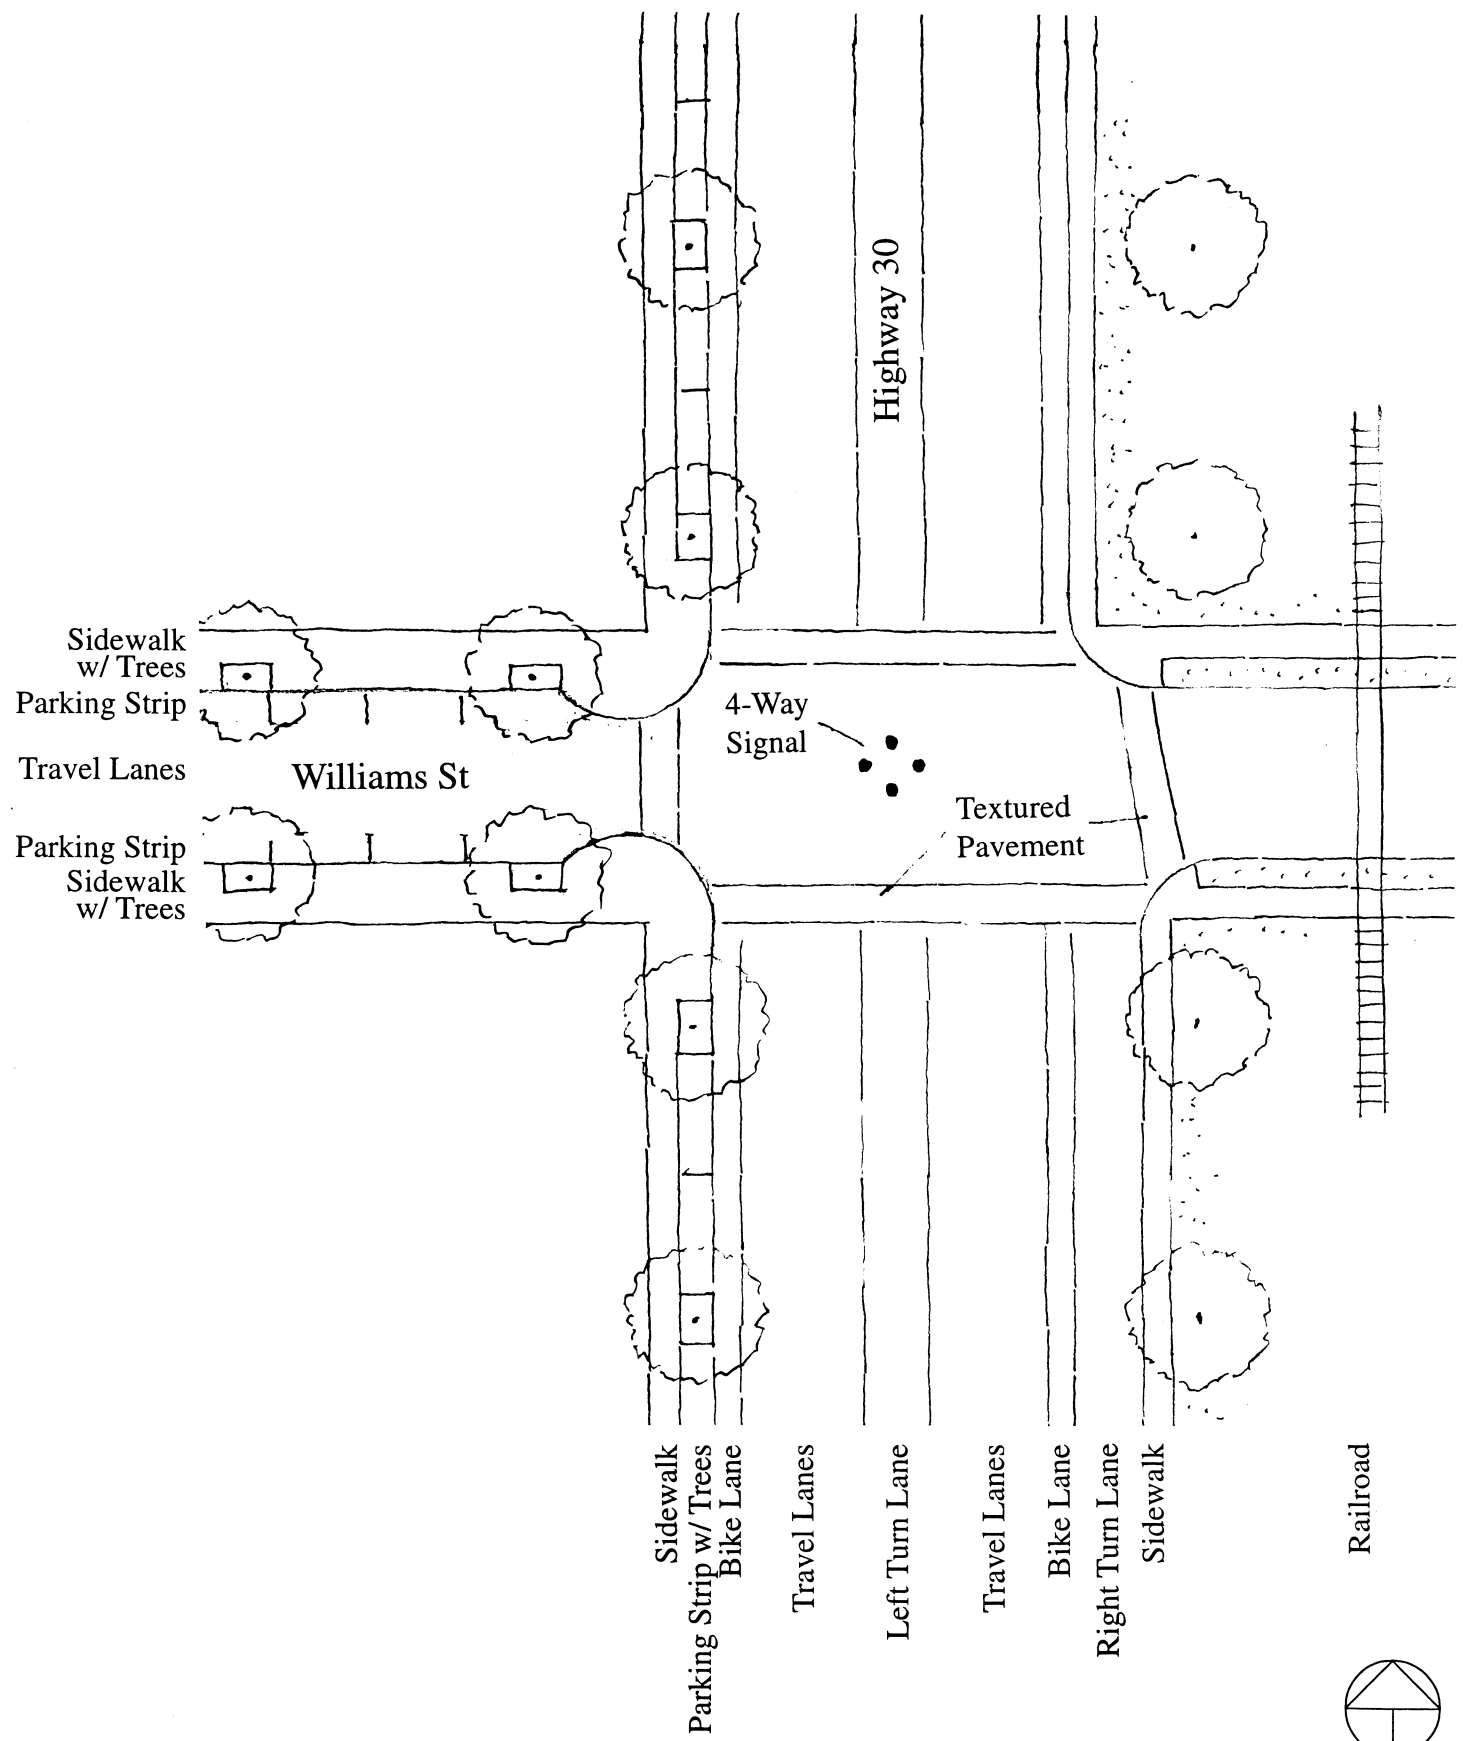 Highway 30
Sidewalk
w/ Trees
Parking Strip
Travel Lanes
Parking Strip
Sidewalk
w/ Trees
Williams St
4-Way
Signal
Textured
Pavement
Sidewalk
Parking Strip w/ Trees
Bike Lane
Travel Lanes
Left Turn Lane
Travel Lanes
Bike Lane
Right Turn Lane
Sidewalk
Railroad